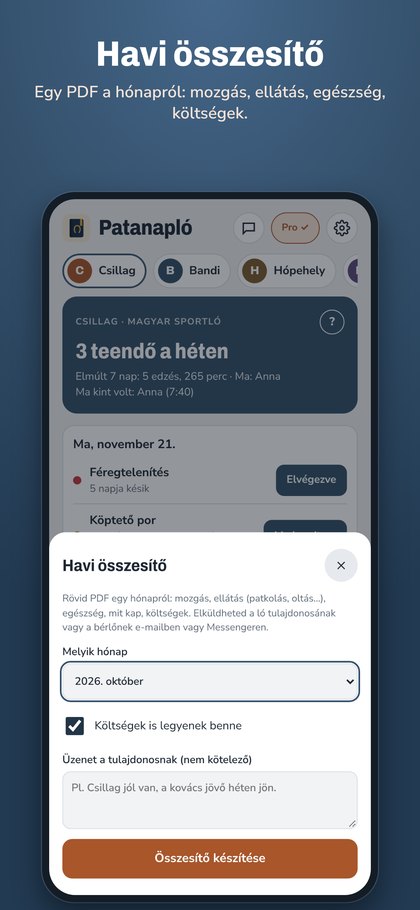 Havi összesítő
Egy PDF a hónapról: mozgás, ellátás, egészség,
költségek.
Patanapló
Pro ✓
C Csillag
B Bandi
H Hópehely
CSILLAG · MAGYAR SPORTLÓ
?
3 teendő a héten
Elmúlt 7 nap: 5 edzés, 265 perc · Ma: Anna
Ma kint volt: Anna (7:40)
Ma, november 21.
Féregtelenítés
5 napja késik
Elvégezve
Köptető por
Havi összesítő
×
Rövid PDF egy hónapról: mozgás, ellátás (patkolás, oltás...),
egészség, mit kap, költségek. Elküldheted a ló tulajdonosának
vagy a bérlőnek e-mailben vagy Messengeren.
Melyik hónap
2026. október
Költségek is legyenek benne
Üzenet a tulajdonosnak (nem kötelező)
Pl. Csillag jól van, a kovács jövő héten jön.
Összesítő készítése